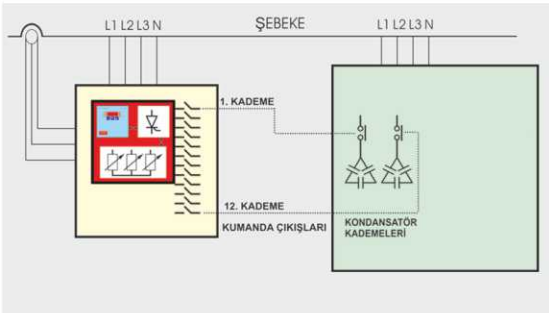 L1 L2 L3 N
ŞEBEKE
L1 L2 L3 N
1. KADEME
12. KADEME
KUMANDA ÇIKIŞLARI
KONDANSATÖR
KADEMELERİ